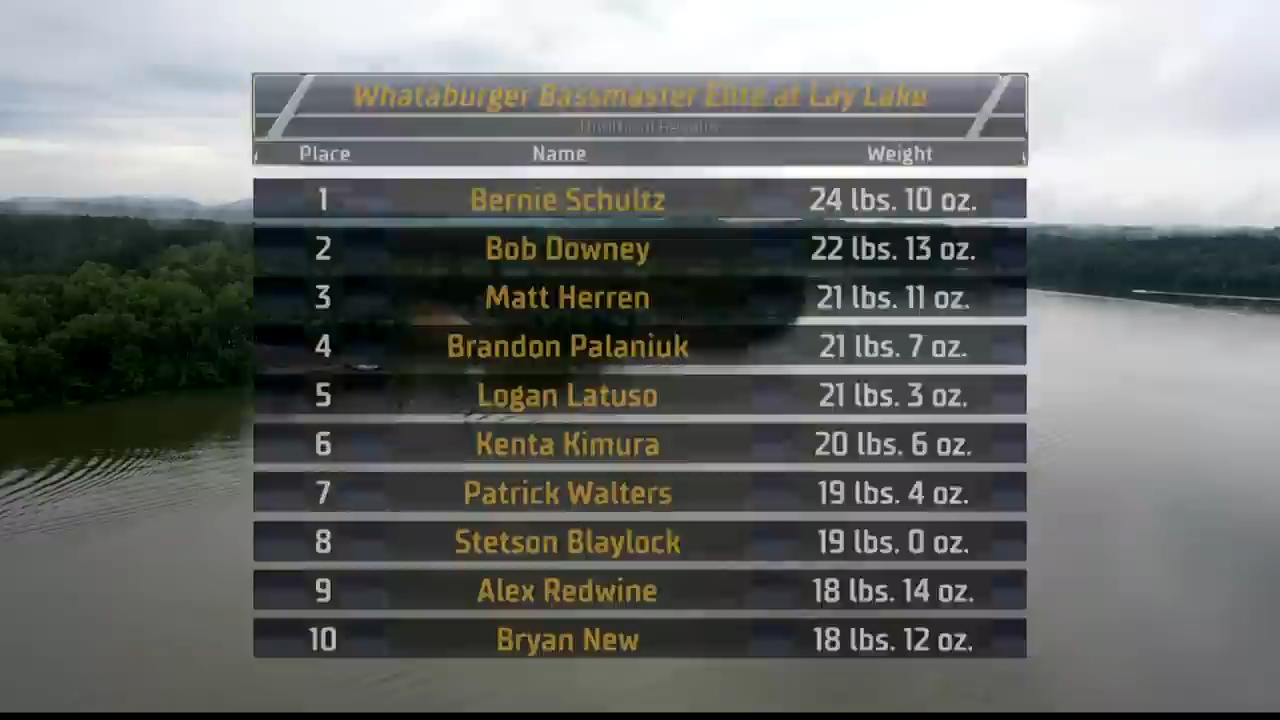 Whataburger Bassmaster Elite at Lay Lake
Unofficial Results
Place Name Weight
1 Bernie Schultz 24 lbs. 10 oz.
2 Bob Downey 22 lbs. 13 oz.
3 Matt Herren 21 lbs. 11 oz.
4 Brandon Palaniuk 21 lbs. 7 oz.
5 Logan Latuso 21 lbs. 3 oz.
6 Kenta Kimura 20 lbs. 6 oz.
7 Patrick Walters 19 lbs. 4 oz.
8 Stetson Blaylock 19 lbs. 0 oz.
9 Alex Redwine 18 lbs. 14 oz.
10 Bryan New 18 lbs. 12 oz.